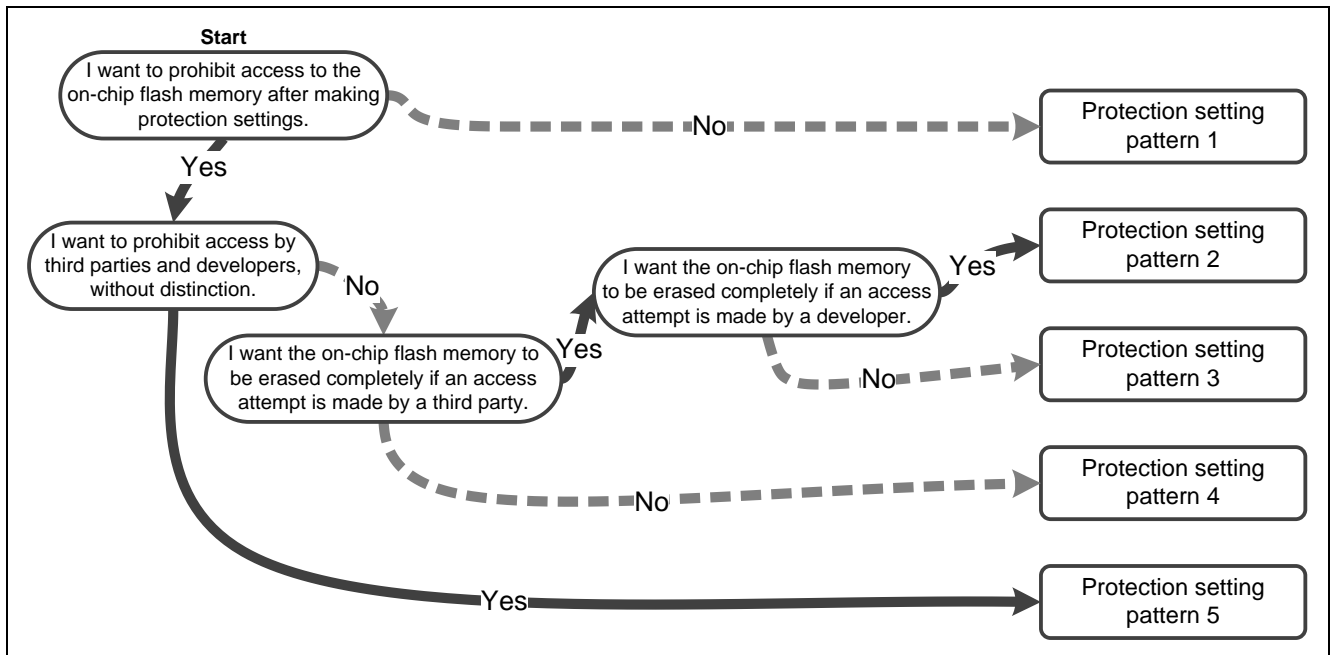 Start
I want to prohibit access to the
on-chip flash memory after making
protection settings.
No
Protection setting
pattern 1
Yes
I want to prohibit access by
third parties and developers,
without distinction.
No
I want the on-chip flash memory to
be erased completely if an access
attempt is made by a third party.
Yes
I want the on-chip flash memory
to be erased completely if an access
attempt is made by a developer.
Yes
Protection setting
pattern 2
No
Protection setting
pattern 3
No
Protection setting
pattern 4
Yes
Protection setting
pattern 5